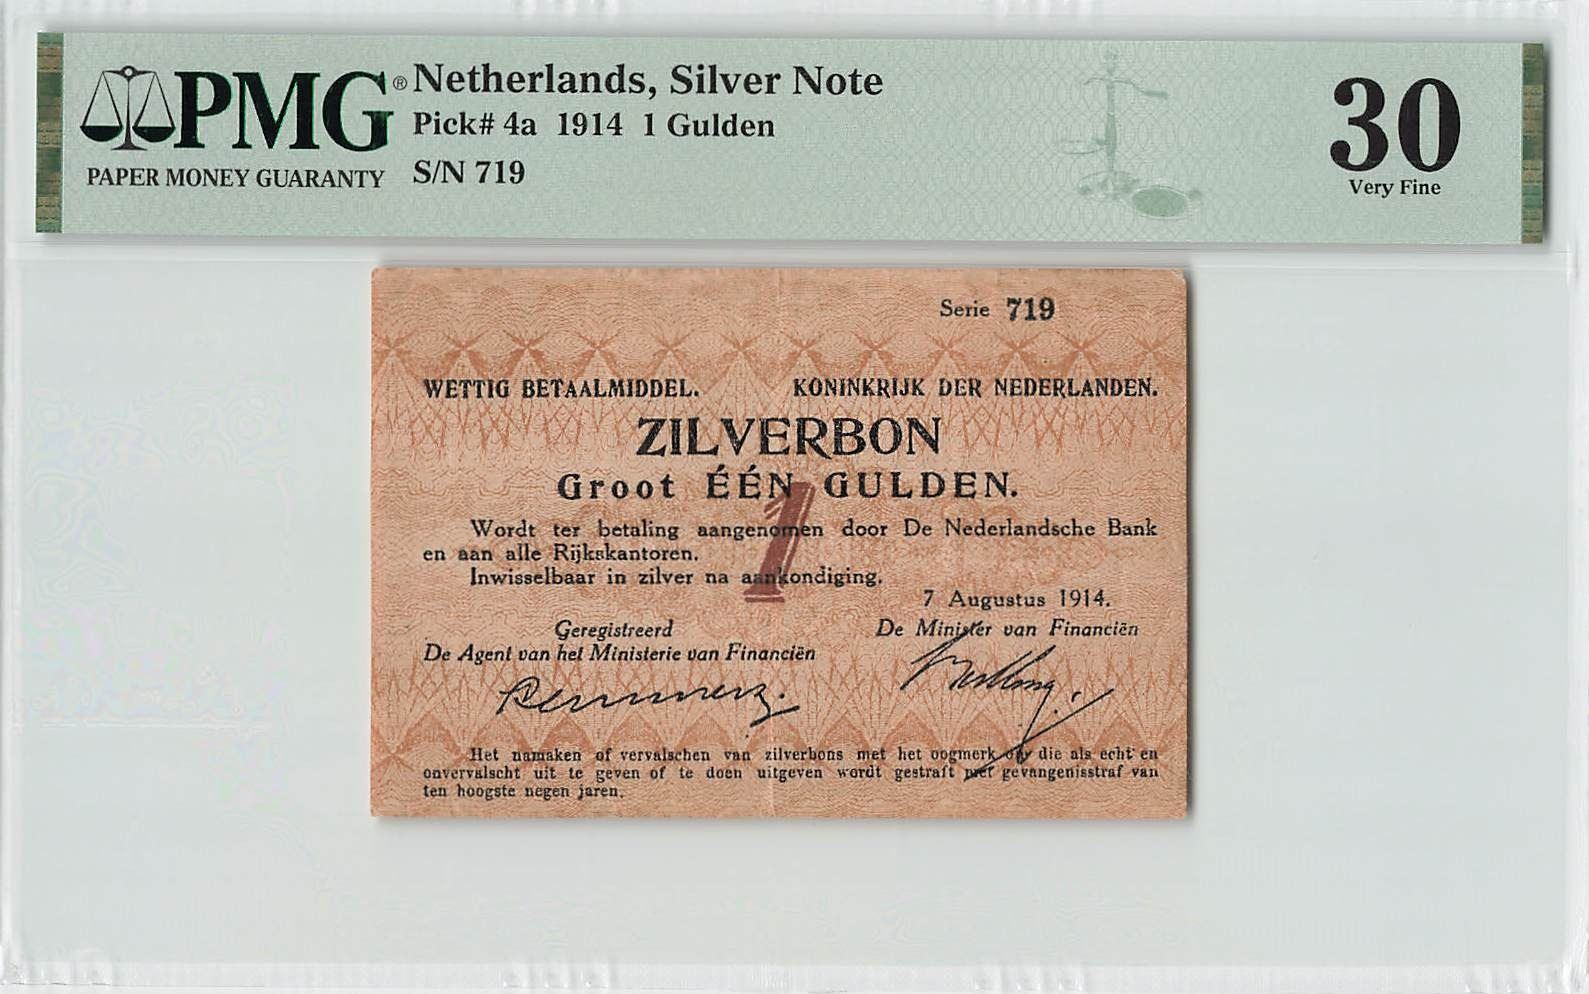 PMG®
PAPER MONEY GUARANTY
Netherlands, Silver Note
Pick# 4a 1914 1 Gulden
S/N 719
30
Very Fine
Serie 719
WETTIG BETAALMIDDEL. KONINKRIJK DER NEDERLANDEN.
ZILVERBON
Groot ÉÉN GULDEN.
1
Wordt ter betaling aangenomen door De Nederlandsche Bank
en aan alle Rijkskantoren.
Inwisselbaar in zilver na aankondiging.
7 Augustus 1914.
Geregistreerd
De Agent van het Ministerie van Financiën
De Minister van Financiën
Het namaken of vervalschen van zilverbons met het oogmerk om die als echt en
onvervalscht uit te geven of te doen uitgeven wordt gestraft met gevangenisstraf van
ten hoogste negen jaren.